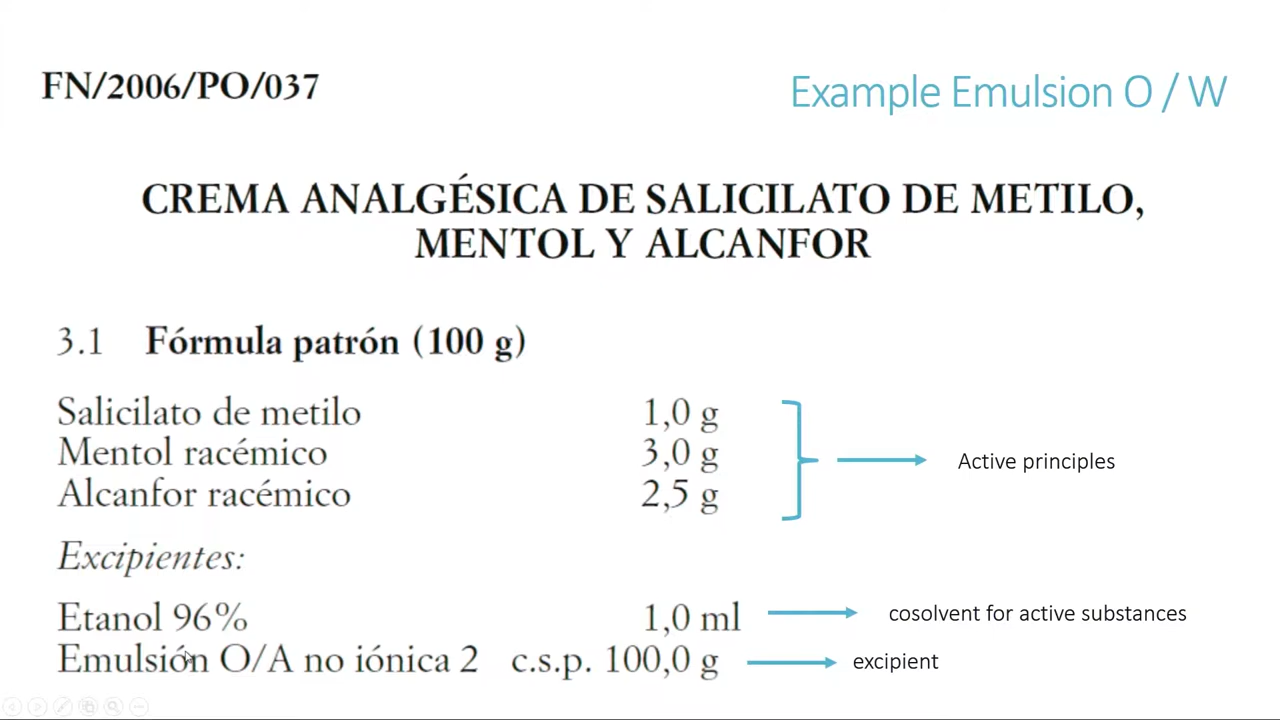 FN/2006/PO/037
Example Emulsion O / W
CREMA ANALGÉSICA DE SALICILATO DE METILO,
MENTOL Y ALCANFOR
3.1 Fórmula patrón (100 g)
Salicilato de metilo 1,0 g
Mentol racémico 3,0 g
Alcanfor racémico 2,5 g
Active principles
Excipientes:
Etanol 96% 1,0 ml cosolvent for active substances
Emulsión O/A no iónica 2 c.s.p. 100,0 g excipient